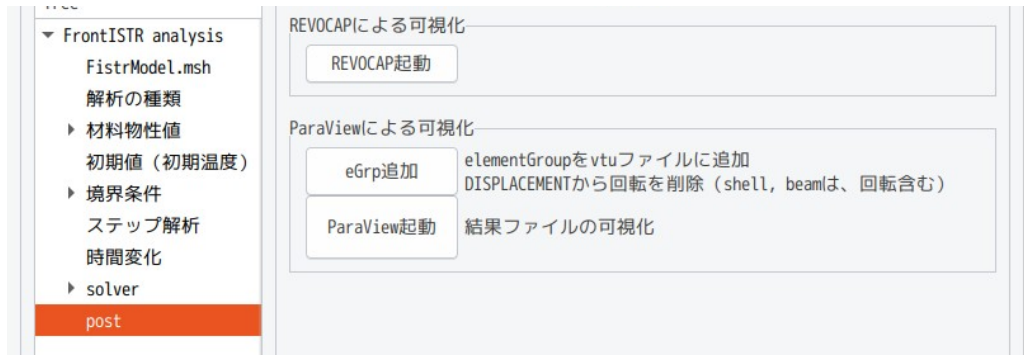 Tree
FrontISTR analysis
FistrModel.msh
解析の種類
材料物性値
初期値（初期温度）
境界条件
ステップ解析
時間変化
solver
post
REVOCAPによる可視化
REVOCAP起動
ParaViewによる可視化
eGrp追加
elementGroupをvtuファイルに追加
DISPLACEMENTから回転を削除（shell, beamは、回転含む）
ParaView起動
結果ファイルの可視化